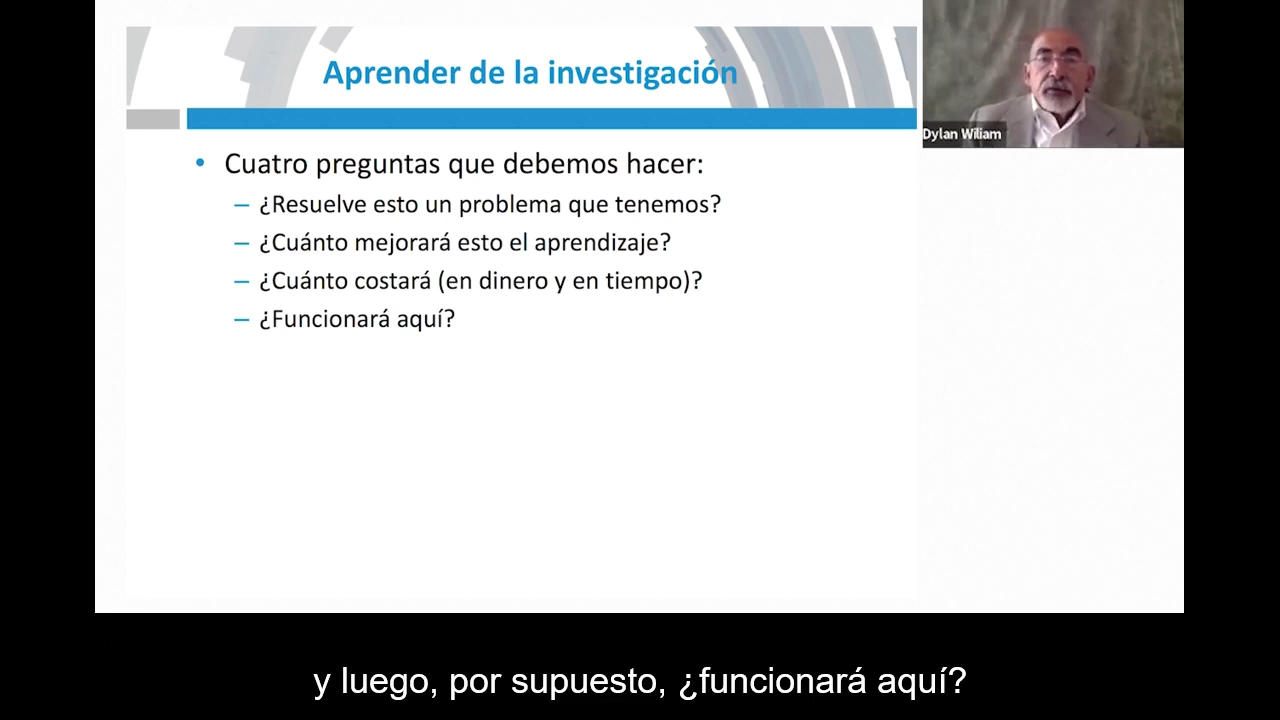 Aprender de la investigación
Dylan Wiliam
• Cuatro preguntas que debemos hacer:
– ¿Resuelve esto un problema que tenemos?
– ¿Cuánto mejorará esto el aprendizaje?
– ¿Cuánto costará (en dinero y en tiempo)?
– ¿Funcionará aquí?
y luego, por supuesto, ¿funcionará aquí?